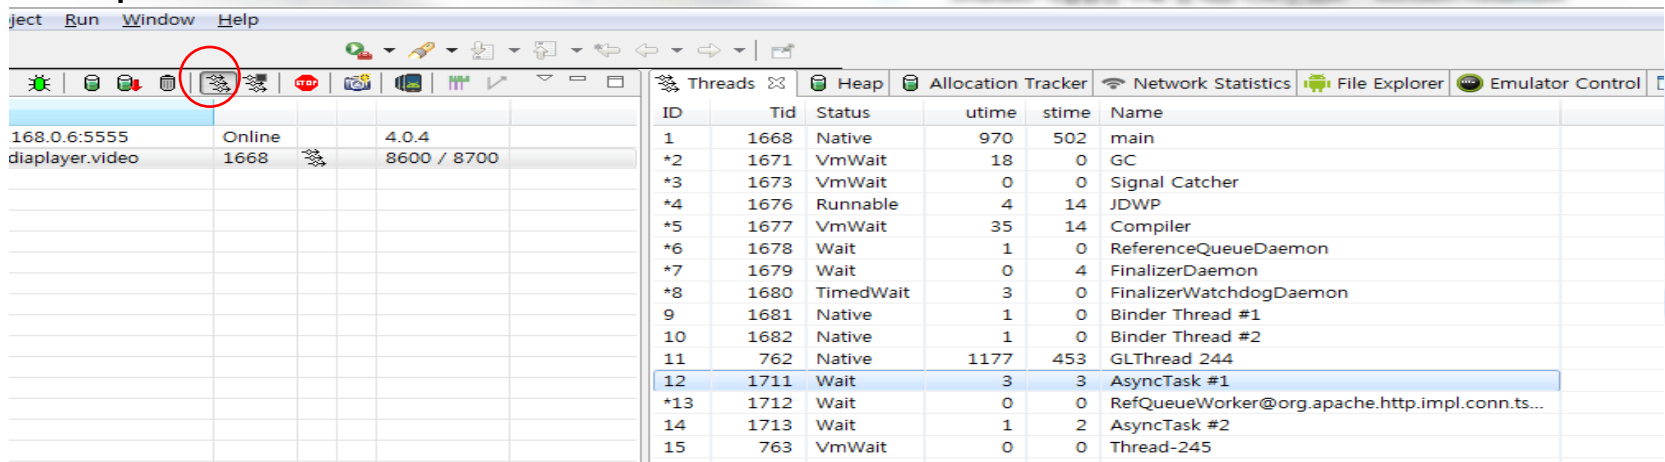 ject Run Window Help
Threads Heap Allocation Tracker Network Statistics File Explorer Emulator Control
STOP
168.0.6:5555 Online 4.0.4
diaplayer.video 1668 8600 / 8700
ID Tid Status utime stime Name
1 1668 Native 970 502 main
*2 1671 VmWait 18 0 GC
*3 1673 VmWait 0 0 Signal Catcher
*4 1676 Runnable 4 14 JDWP
*5 1677 VmWait 35 14 Compiler
*6 1678 Wait 1 0 ReferenceQueueDaemon
*7 1679 Wait 0 4 FinalizerDaemon
*8 1680 TimedWait 3 0 FinalizerWatchdogDaemon
9 1681 Native 1 0 Binder Thread #1
10 1682 Native 1 0 Binder Thread #2
11 762 Native 1177 453 GLThread 244
12 1711 Wait 3 3 AsyncTask #1
*13 1712 Wait 0 0 RefQueueWorker@org.apache.http.impl.conn.ts...
14 1713 Wait 1 2 AsyncTask #2
15 763 VmWait 0 0 Thread-245